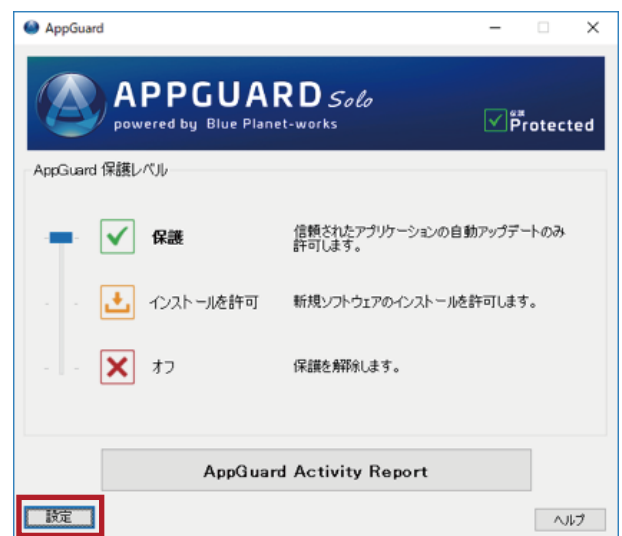 AppGuard
APPGUARD Solo
powered by Blue Planet-works
保護
Protected
AppGuard 保護レベル
保護
信頼されたアプリケーションの自動アップデートのみ
許可します。
インストールを許可
新規ソフトウェアのインストールを許可します。
オフ
保護を解除します。
AppGuard Activity Report
設定
ヘルプ